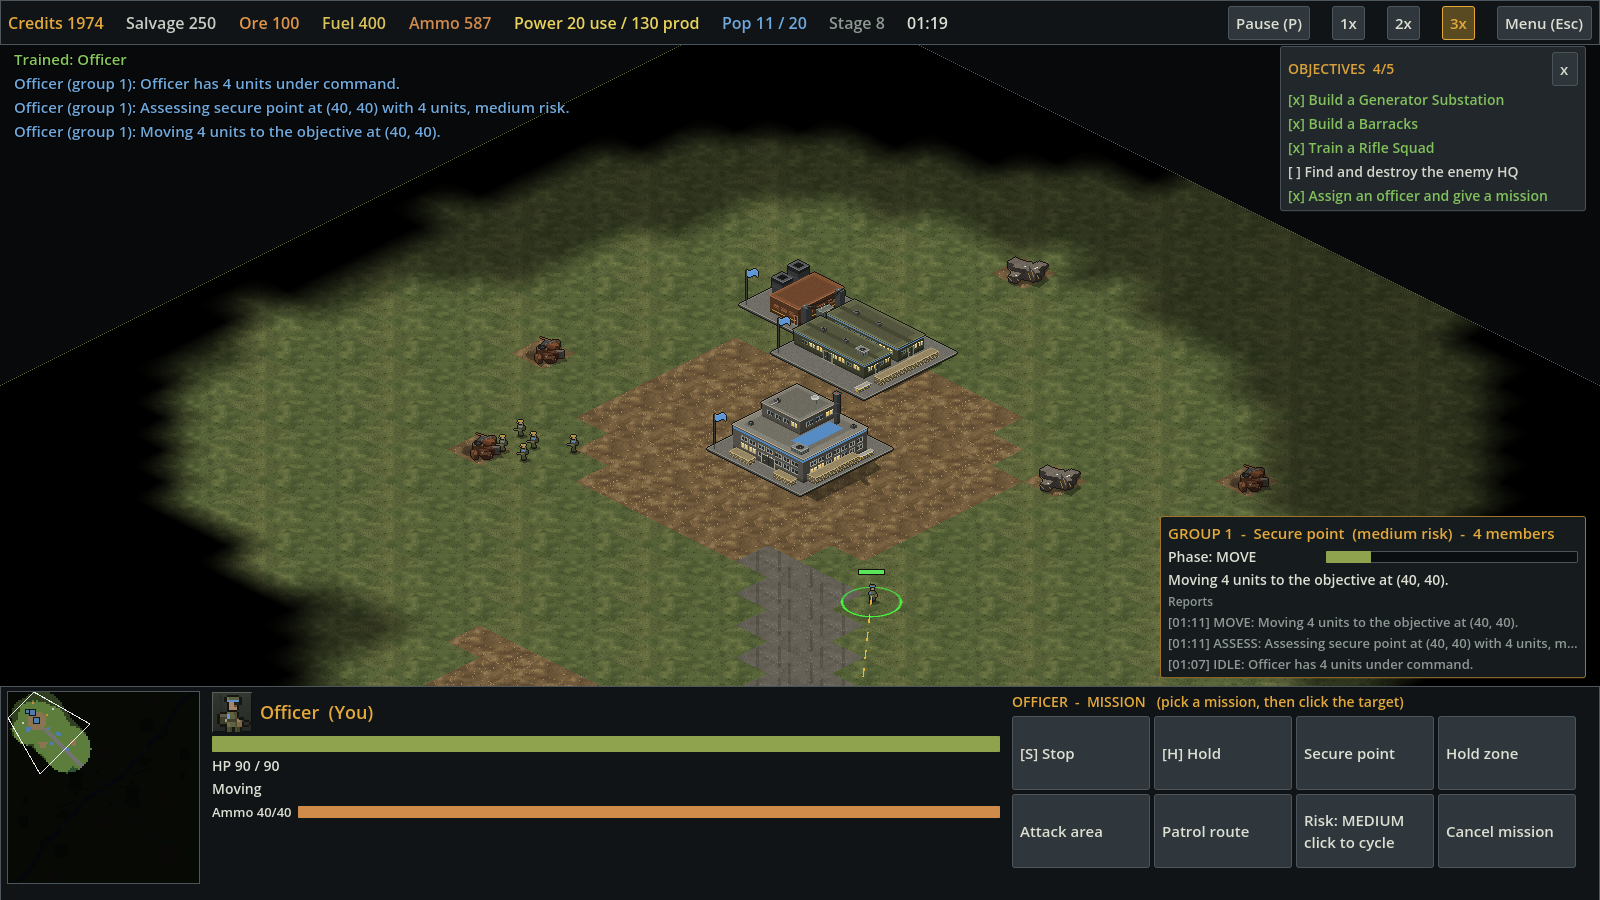 Credits 1974 Salvage 250 Ore 100 Fuel 400 Ammo 587 Power 20 use / 130 prod Pop 11 / 20 Stage 8 01:19 Pause (P) 1x 2x 3x Menu (Esc)
Trained: Officer
Officer (group 1): Officer has 4 units under command.
Officer (group 1): Assessing secure point at (40, 40) with 4 units, medium risk.
Officer (group 1): Moving 4 units to the objective at (40, 40).
OBJECTIVES 4/5 x
[x] Build a Generator Substation
[x] Build a Barracks
[x] Train a Rifle Squad
[ ] Find and destroy the enemy HQ
[x] Assign an officer and give a mission
GROUP 1 - Secure point (medium risk) - 4 members
Phase: MOVE
Moving 4 units to the objective at (40, 40).
Reports
[01:11] MOVE: Moving 4 units to the objective at (40, 40).
[01:11] ASSESS: Assessing secure point at (40, 40) with 4 units, m...
[01:07] IDLE: Officer has 4 units under command.
Officer (You)
HP 90 / 90
Moving
Ammo 40/40
OFFICER - MISSION (pick a mission, then click the target)
[S] Stop [H] Hold Secure point Hold zone
Attack area Patrol route Risk: MEDIUM
click to cycle Cancel mission